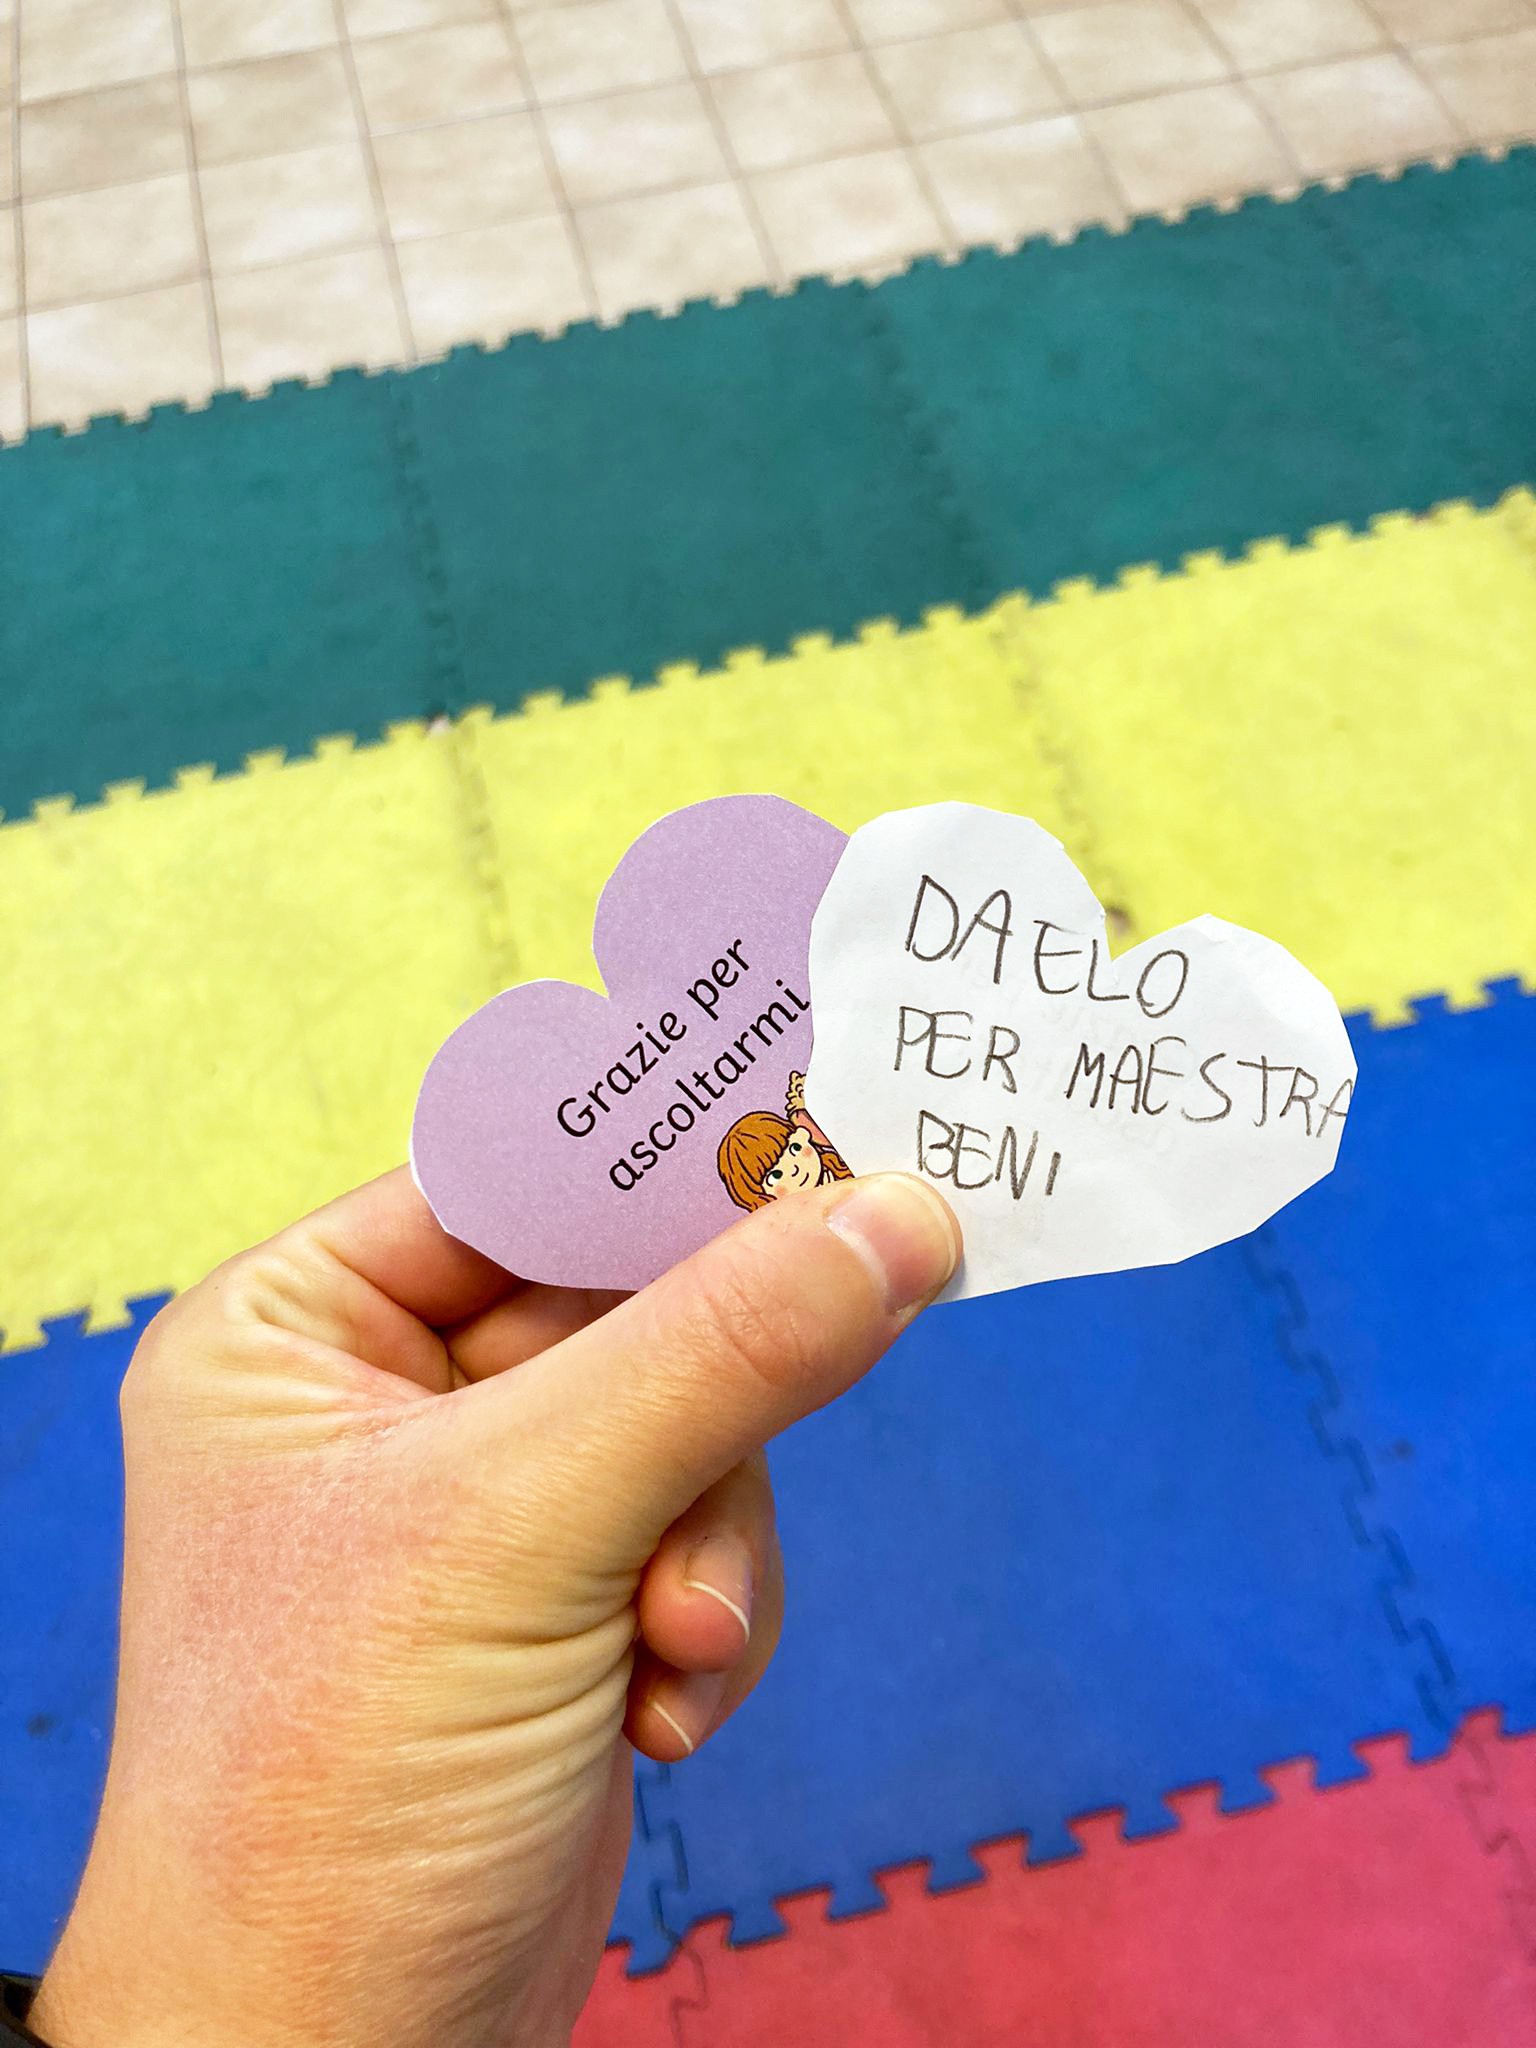 Grazie per
ascoltarmi
DA ELO
PER MAESTRA
BENI